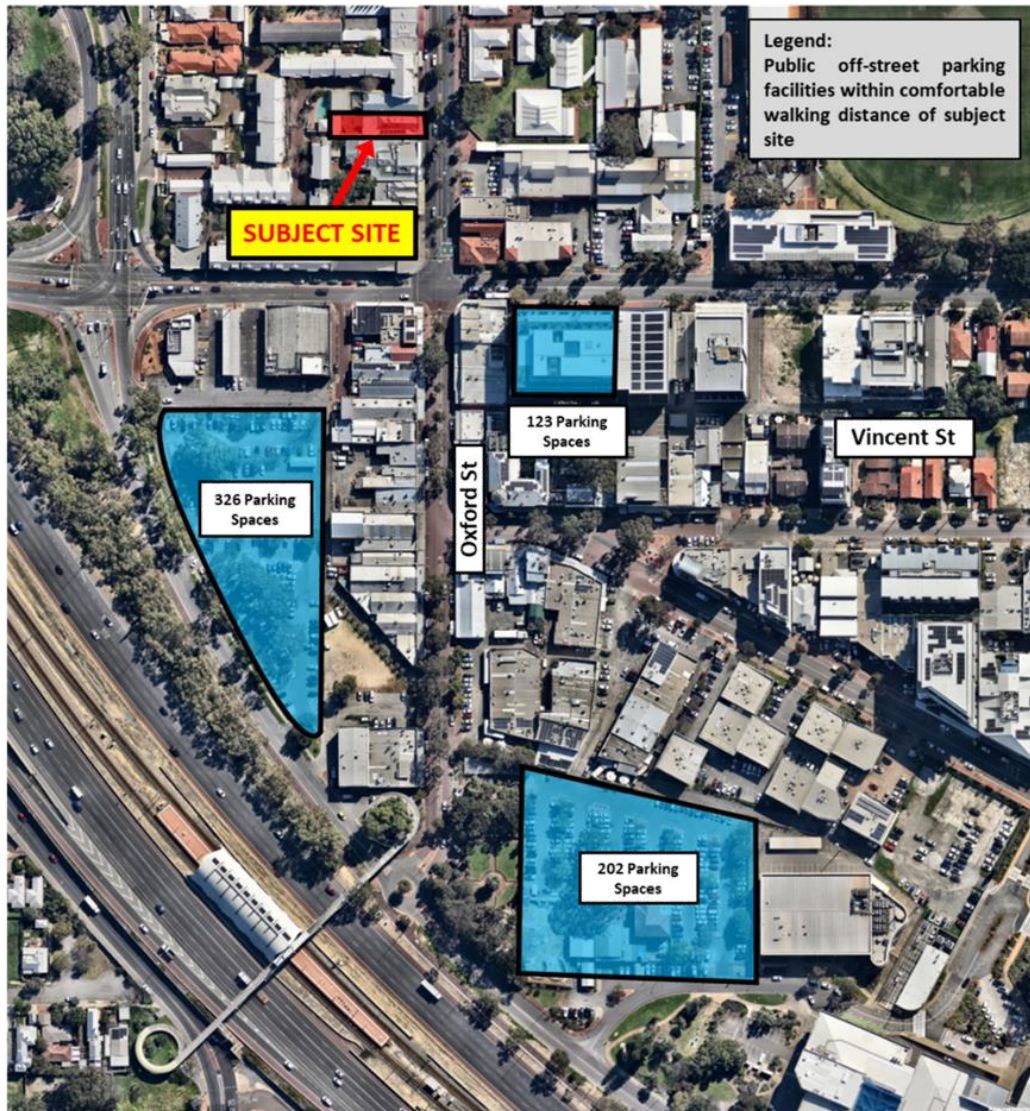 Legend:
Public off-street parking
facilities within comfortable
walking distance of subject
site
SUBJECT SITE
123 Parking
Spaces
Vincent St
Oxford St
326 Parking
Spaces
202 Parking
Spaces